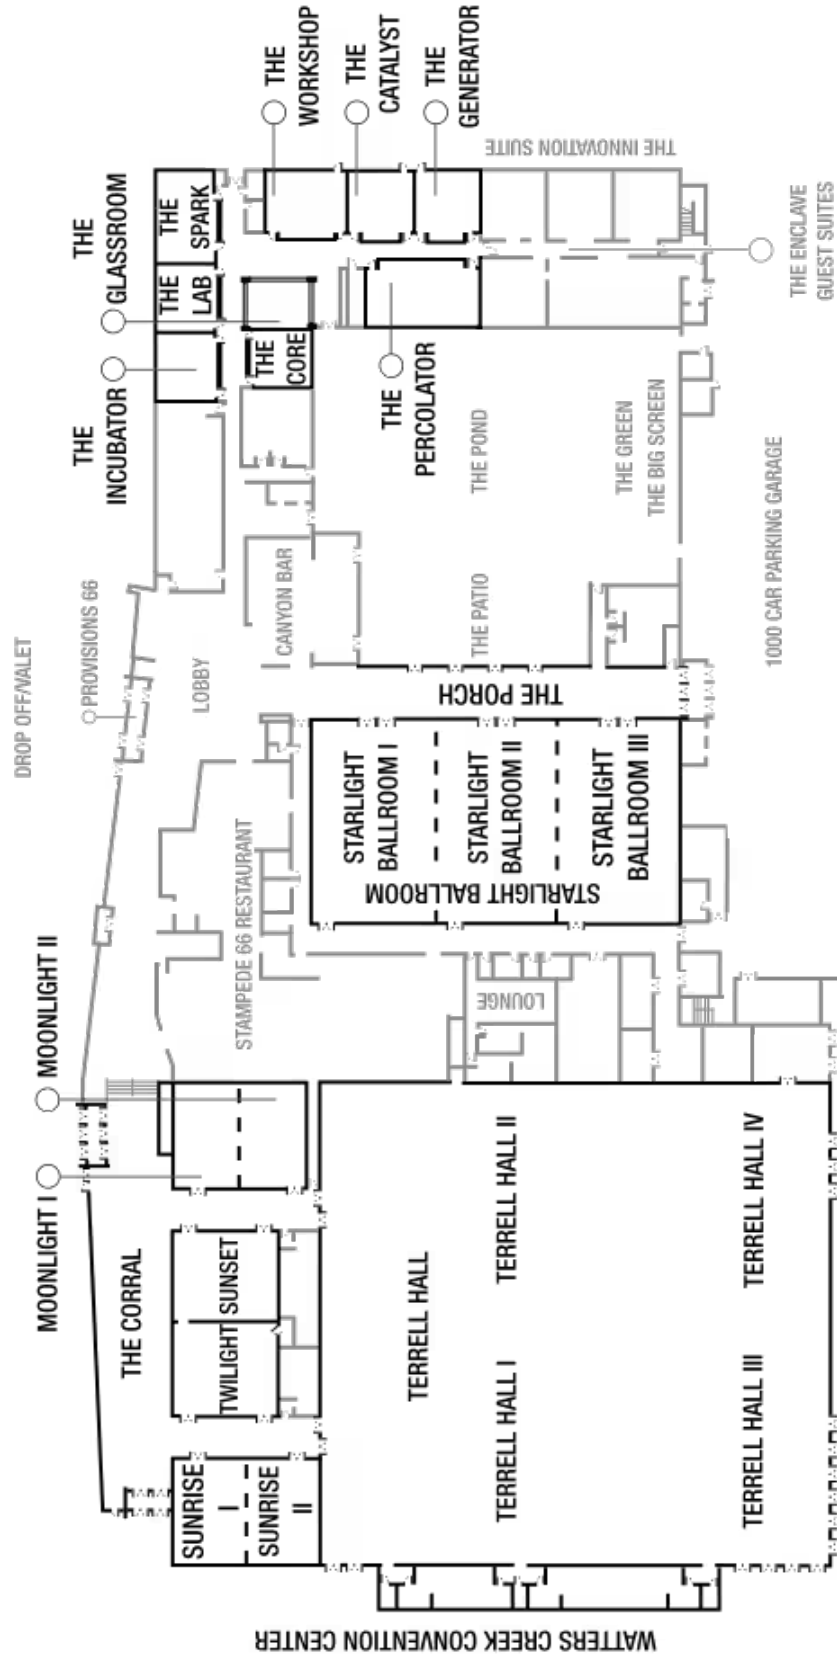 DROP OFF/VALET
PROVISIONS 66
LOBBY
CANYON BAR
THE
INCUBATOR
THE
GLASSROOM
THE
LAB
THE
SPARK
THE
CORE
THE
WORKSHOP
THE
CATALYST
THE
GENERATOR
THE
PERCOLATOR
THE INNOVATION SUITE
THE ENCLAVE
GUEST SUITES
THE POND
THE PATIO
THE GREEN
THE BIG SCREEN
1000 CAR PARKING GARAGE
THE PORCH
STARLIGHT
BALLROOM I
STARLIGHT
BALLROOM II
STARLIGHT
BALLROOM III
STARLIGHT BALLROOM
STAMPEDE 66 RESTAURANT
LOUNGE
MOONLIGHT I
MOONLIGHT II
THE CORRAL
TWILIGHT
SUNSET
SUNRISE
I
SUNRISE
II
TERRELL HALL
TERRELL HALL I
TERRELL HALL II
TERRELL HALL III
TERRELL HALL IV
WATTERS CREEK CONVENTION CENTER